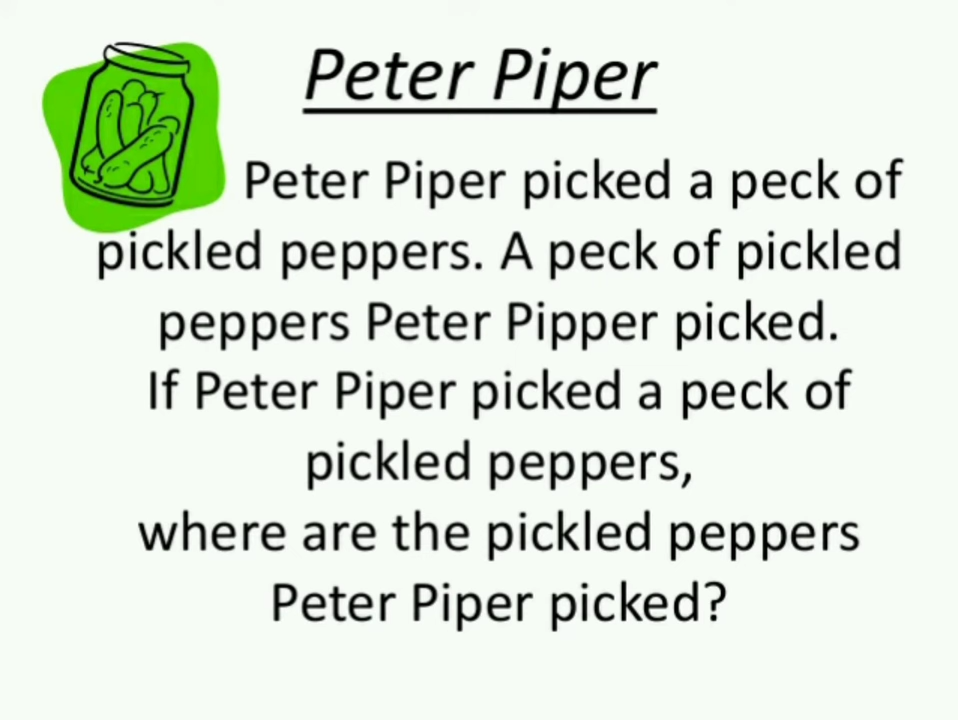 Peter Piper
Peter Piper picked a peck of
pickled peppers. A peck of pickled
peppers Peter Pipper picked.
If Peter Piper picked a peck of
pickled peppers,
where are the pickled peppers
Peter Piper picked?